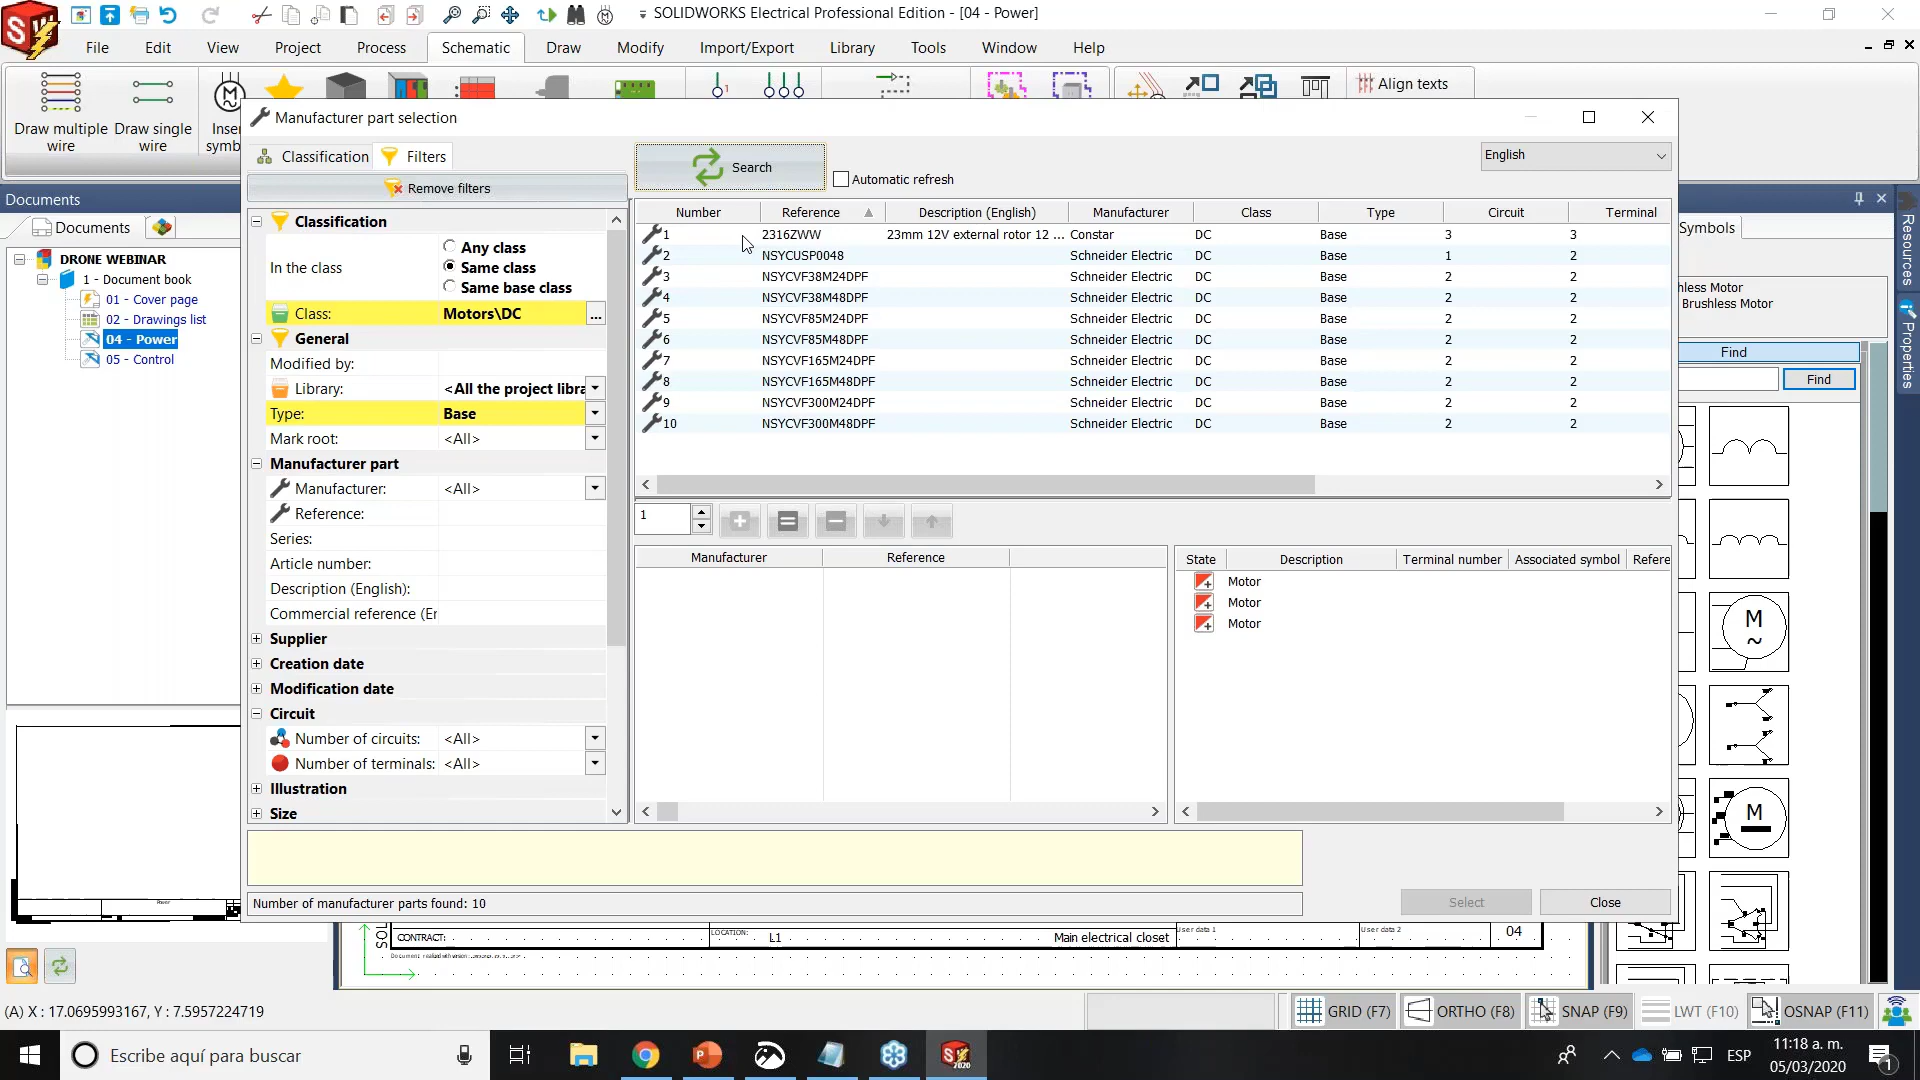 SOLIDWORKS Electrical Professional Edition - [04 - Power]
File Edit View Project Process Schematic Draw Modify Import/Export Library Tools Window Help
Draw multiple wire
Draw single wire
Align texts
Manufacturer part selection
Classification Filters
Remove filters
Search
Automatic refresh
English
Documents
Documents
DRONE WEBINAR
1 - Document book
01 - Cover page
02 - Drawings list
04 - Power
05 - Control
Classification
In the class
Any class
Same class
Same base class
Class: Motors\DC ...
General
Modified by:
Library: <All the project libra
Type: Base
Mark root: <All>
Manufacturer part
Manufacturer: <All>
Reference:
Series:
Article number:
Description (English):
Commercial reference (Er
Supplier
Creation date
Modification date
Circuit
Number of circuits: <All>
Number of terminals: <All>
Illustration
Size
Number Reference Description (English) Manufacturer Class Type Circuit Terminal
1 2316ZWW 23mm 12V external rotor 12 ... Constar DC Base 3 3
2 NSYCUSP0048 Schneider Electric DC Base 1 2
3 NSYCVF38M24DPF Schneider Electric DC Base 2 2
4 NSYCVF38M48DPF Schneider Electric DC Base 2 2
5 NSYCVF85M24DPF Schneider Electric DC Base 2 2
6 NSYCVF85M48DPF Schneider Electric DC Base 2 2
7 NSYCVF165M24DPF Schneider Electric DC Base 2 2
8 NSYCVF165M48DPF Schneider Electric DC Base 2 2
9 NSYCVF300M24DPF Schneider Electric DC Base 2 2
10 NSYCVF300M48DPF Schneider Electric DC Base 2 2
1
Manufacturer Reference
State Description Terminal number Associated symbol Refere
Motor
Motor
Motor
Number of manufacturer parts found: 10
Select
Close
Symbols
hless Motor
Brushless Motor
Find
Find
M
~
M
Resources
Properties
CONTRACT:
LOCATION:
L1
Main electrical closet
User data 1
User data 2
04
(A) X : 17.0695993167, Y : 7.5957224719
GRID (F7) ORTHO (F8) SNAP (F9) LWT (F10) OSNAP (F11)
Escribe aquí para buscar
2020
ESP
11:18 a. m.
05/03/2020
1